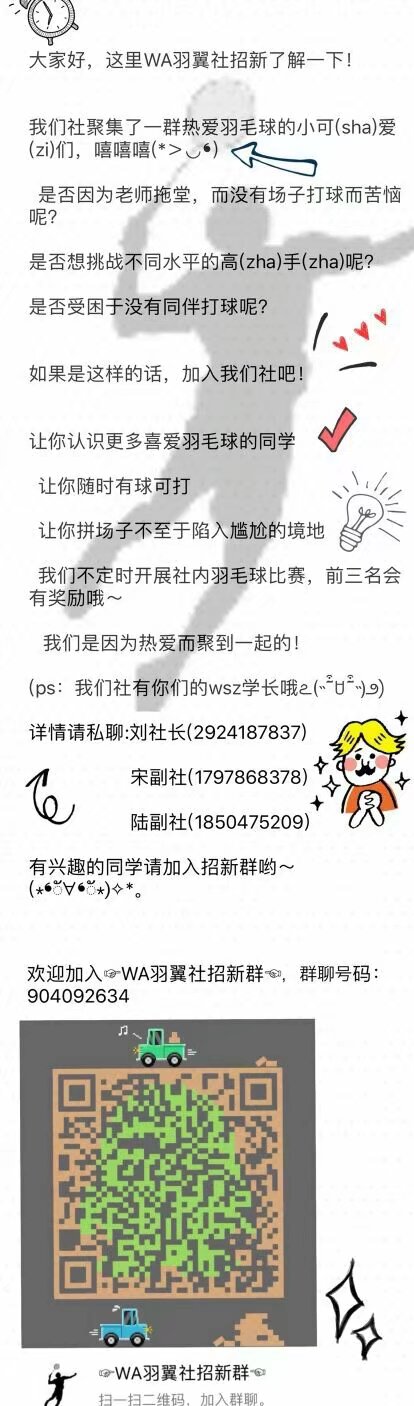 大家好，这里WA羽翼社招新了解一下！
我们社聚集了一群热爱羽毛球的小可(sha)爱
(zi)们，嘻嘻嘻(*＞◡❛)
是否因为老师拖堂，而没有场子打球而苦恼
呢？
是否想挑战不同水平的高(zha)手(zha)呢？
是否受困于没有同伴打球呢？
如果是这样的话，加入我们社吧！
让你认识更多喜爱羽毛球的同学
让你随时有球可打
让你拼场子不至于陷入尴尬的境地
我们不定时开展社内羽毛球比赛，前三名会
有奖励哦～
我们是因为热爱而聚到一起的！
(ps：我们社有你们的wsz学长哦౽(˵¯̴͒ꇴ¯̴͒˵)౭)
详情请私聊:刘社长(2924187837)
宋副社(1797868378)
陆副社(1850475209)
有兴趣的同学请加入招新群哟～
(⁎❛ัॢ∀❛ัॢ⁎)✧*。
欢迎加入☞WA羽翼社招新群☜，群聊号码：
904092634
☞WA羽翼社招新群☜
扫一扫二维码，加入群聊。